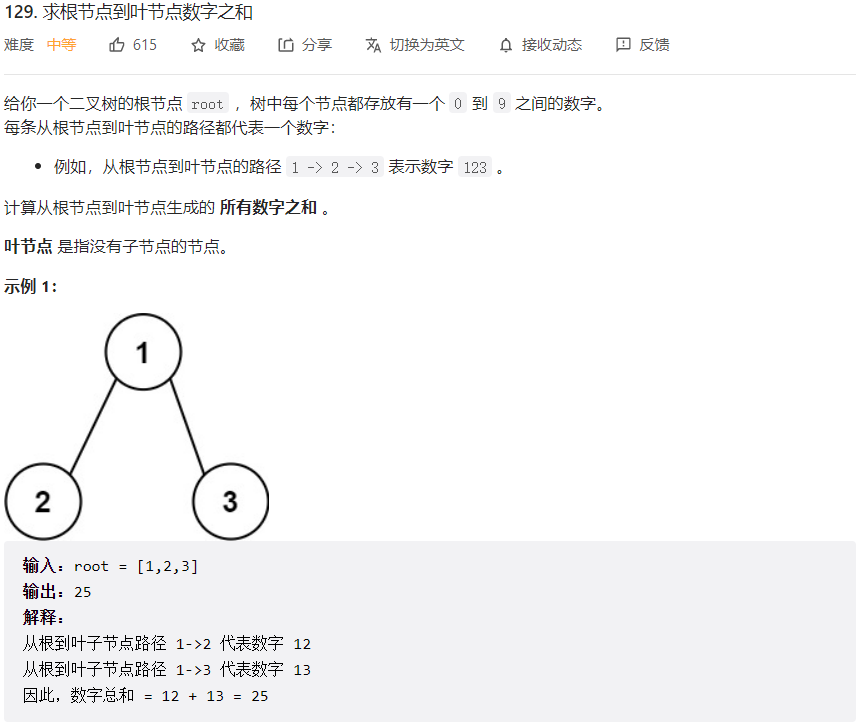 129. 求根节点到叶节点数字之和
难度 中等 615 收藏 分享 切换为英文 接收动态 反馈
给你一个二叉树的根节点 root ，树中每个节点都存放有一个 0 到 9 之间的数字。
每条从根节点到叶节点的路径都代表一个数字：
• 例如，从根节点到叶节点的路径 1 -> 2 -> 3 表示数字 123 。
计算从根节点到叶节点生成的 所有数字之和 。
叶节点 是指没有子节点的节点。
示例 1：
1
2 3
输入：root = [1,2,3]
输出：25
解释：
从根到叶子节点路径 1->2 代表数字 12
从根到叶子节点路径 1->3 代表数字 13
因此，数字总和 = 12 + 13 = 25